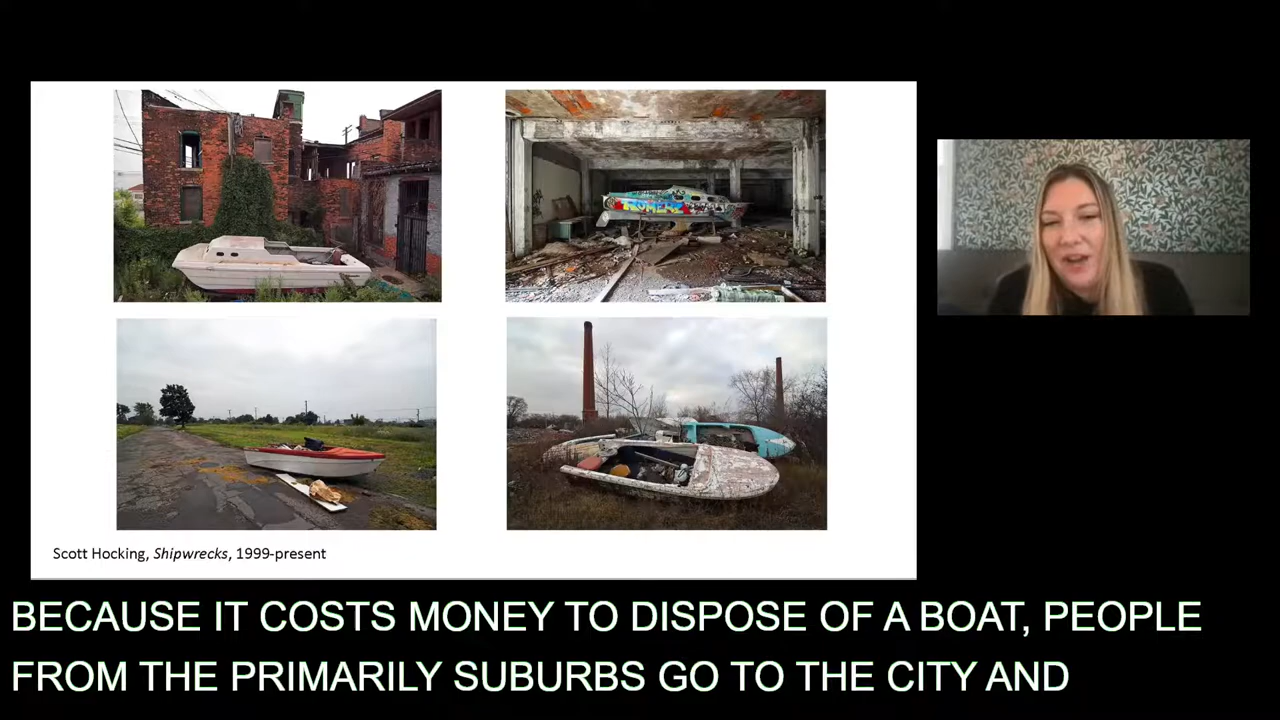 Scott Hocking, Shipwrecks, 1999-present
BECAUSE IT COSTS MONEY TO DISPOSE OF A BOAT, PEOPLE
FROM THE PRIMARILY SUBURBS GO TO THE CITY AND